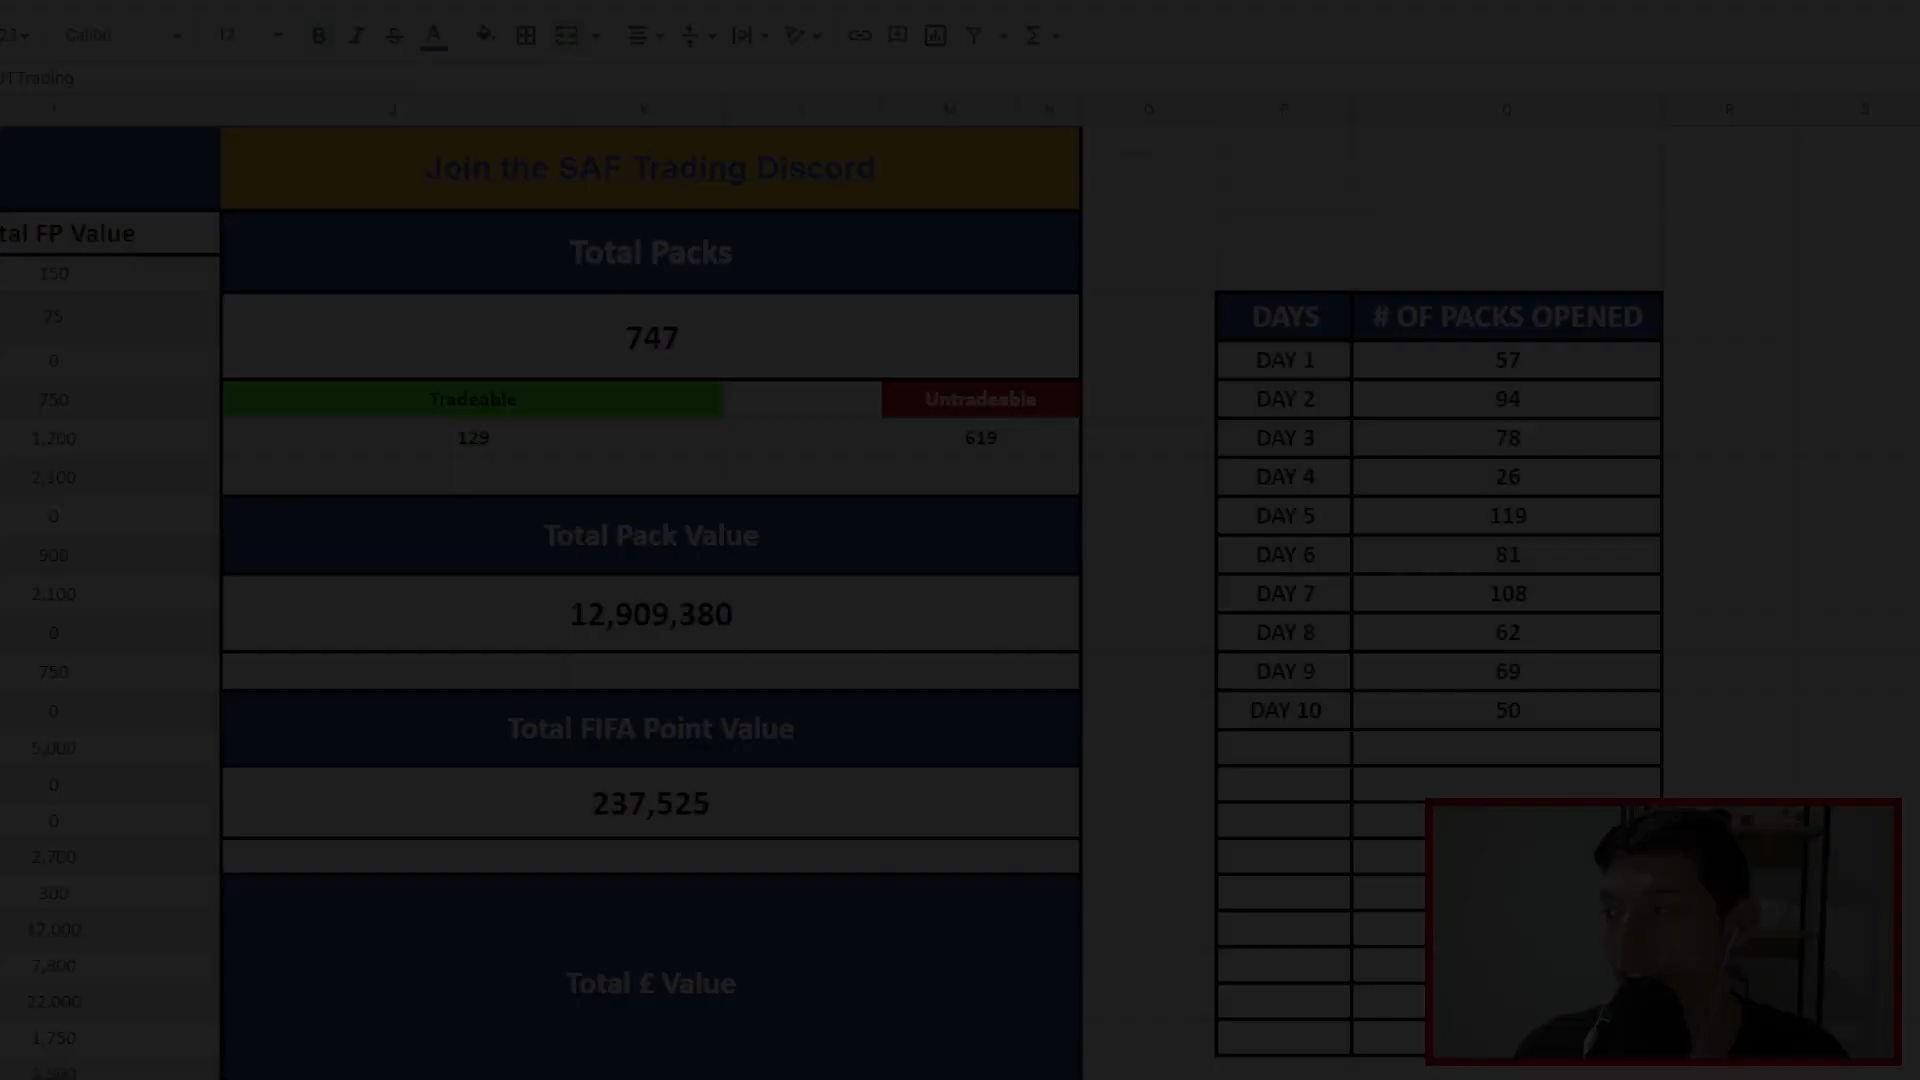 Calibri 13
UTTrading
J K M N O P Q R S
Join the SAF Trading Discord
tal FP Value
Total Packs
150
75
0
750
1,200
2,100
0
900
2,100
0
750
0
5,000
0
0
2,700
300
12,000
7,800
22,000
1,750
747
Tradeable Untradeable
129 619
Total Pack Value
12,909,380
Total FIFA Point Value
237,525
Total £ Value
DAYS # OF PACKS OPENED
DAY 1 57
DAY 2 94
DAY 3 78
DAY 4 26
DAY 5 119
DAY 6 81
DAY 7 108
DAY 8 62
DAY 9 69
DAY 10 50